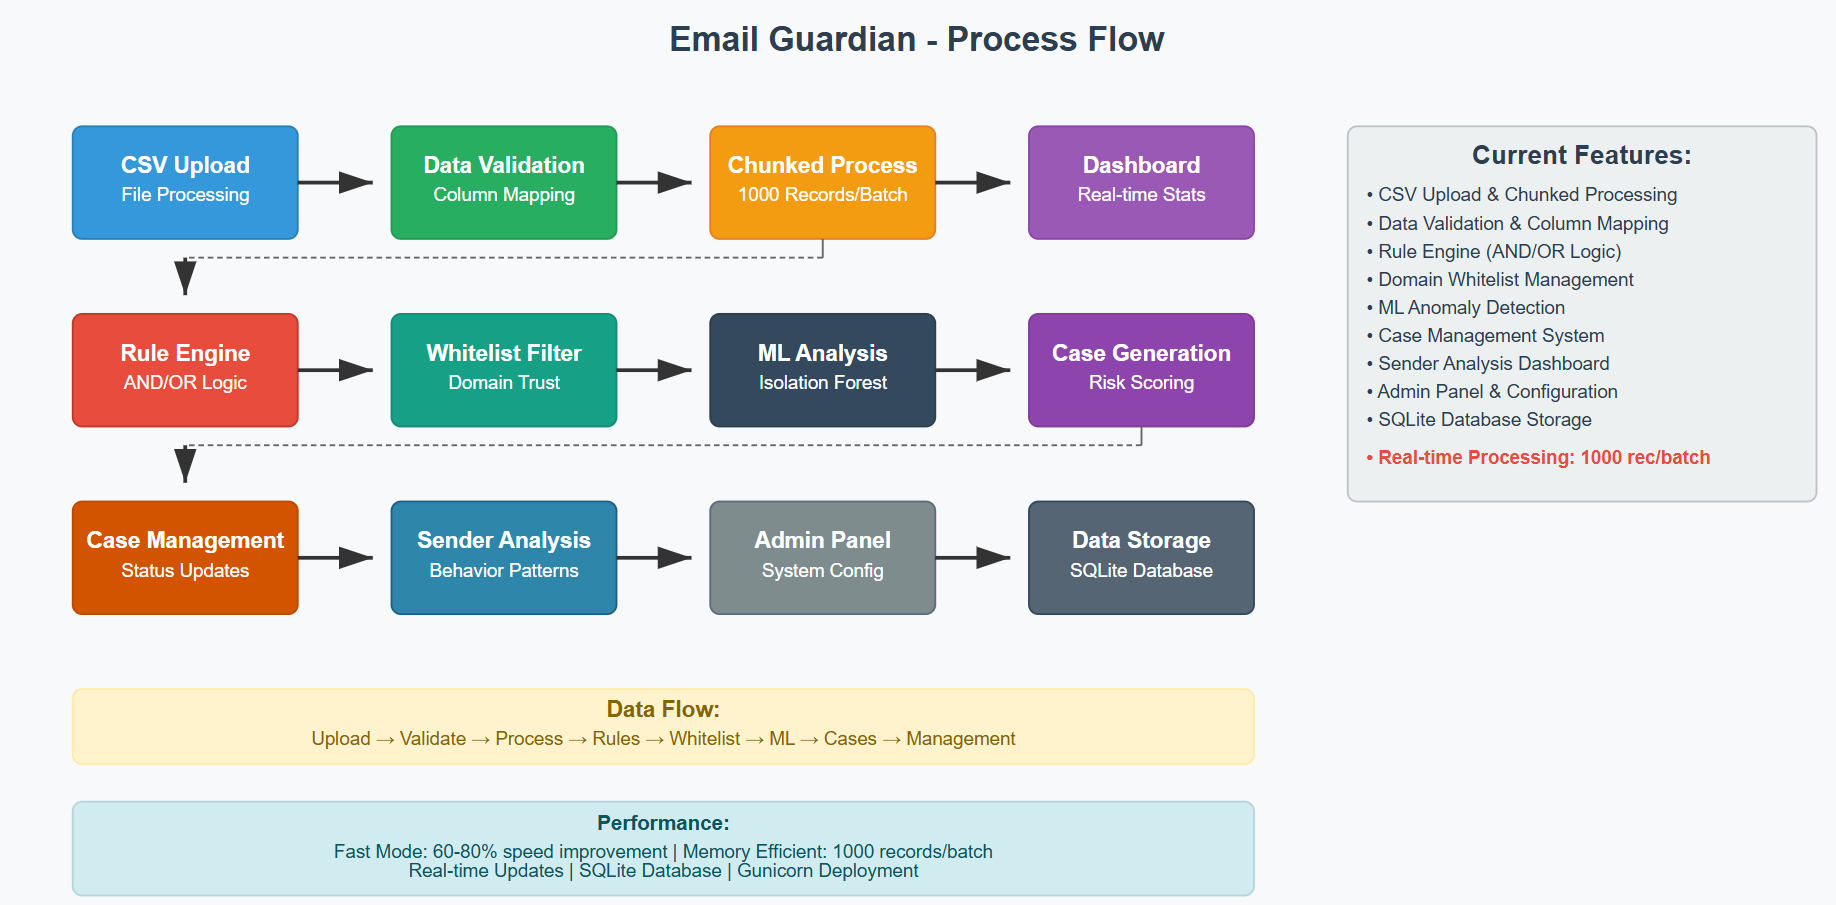 Email Guardian - Process Flow
CSV Upload
File Processing
Data Validation
Column Mapping
Chunked Process
1000 Records/Batch
Dashboard
Real-time Stats
Rule Engine
AND/OR Logic
Whitelist Filter
Domain Trust
ML Analysis
Isolation Forest
Case Generation
Risk Scoring
Case Management
Status Updates
Sender Analysis
Behavior Patterns
Admin Panel
System Config
Data Storage
SQLite Database
Current Features:
• CSV Upload & Chunked Processing
• Data Validation & Column Mapping
• Rule Engine (AND/OR Logic)
• Domain Whitelist Management
• ML Anomaly Detection
• Case Management System
• Sender Analysis Dashboard
• Admin Panel & Configuration
• SQLite Database Storage
• Real-time Processing: 1000 rec/batch
Data Flow:
Upload → Validate → Process → Rules → Whitelist → ML → Cases → Management
Performance:
Fast Mode: 60-80% speed improvement | Memory Efficient: 1000 records/batch
Real-time Updates | SQLite Database | Gunicorn Deployment